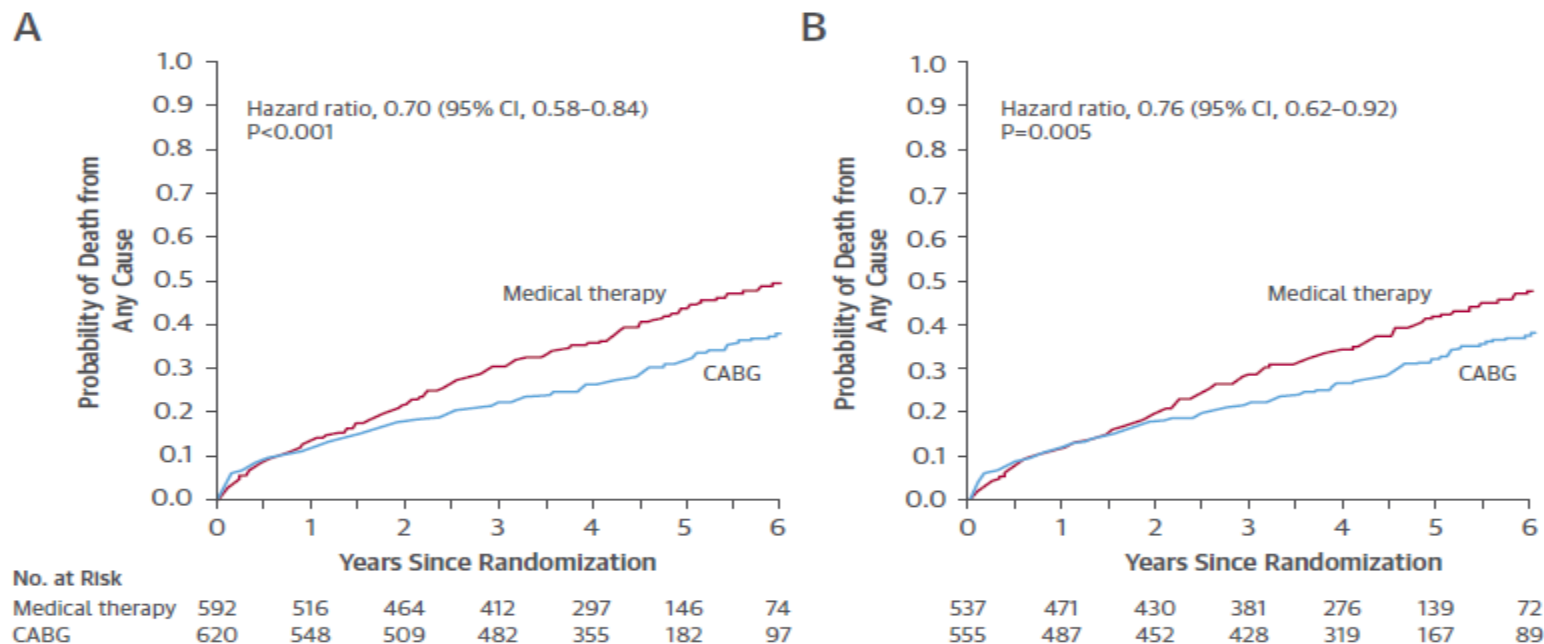 A
Probability of Death from
Any Cause
1.0
0.9
0.8
0.7
0.6
0.5
0.4
0.3
0.2
0.1
0.0
Hazard ratio, 0.70 (95% CI, 0.58–0.84)
P<0.001
Medical therapy
CABG
0 1 2 3 4 5 6
Years Since Randomization
No. at Risk
Medical therapy 592 516 464 412 297 146 74
CABG 620 548 509 482 355 182 97
B
Probability of Death from
Any Cause
1.0
0.9
0.8
0.7
0.6
0.5
0.4
0.3
0.2
0.1
0.0
Hazard ratio, 0.76 (95% CI, 0.62–0.92)
P=0.005
Medical therapy
CABG
0 1 2 3 4 5 6
Years Since Randomization
537 471 430 381 276 139 72
555 487 452 428 319 167 89